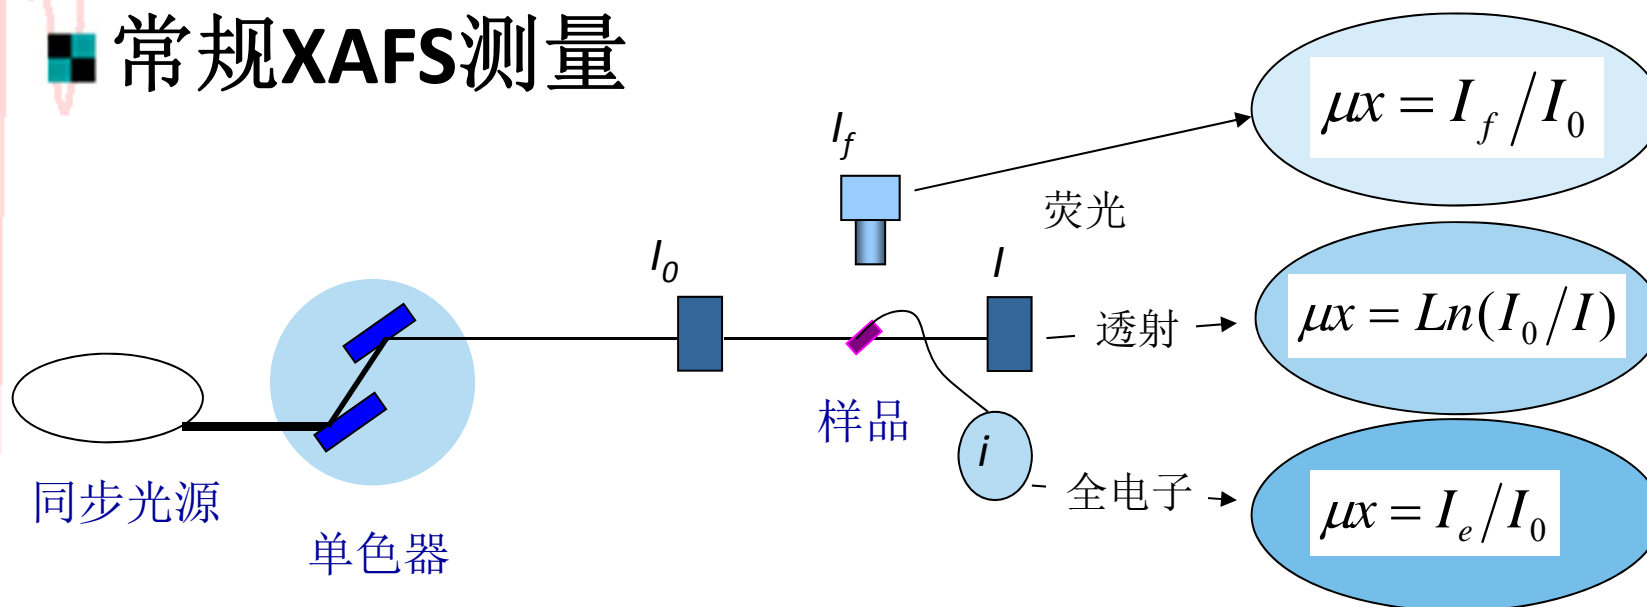 常规XAFS测量
I_f
μx = I_f / I_0
荧光
I_0
I
μx = Ln(I_0/I)
透射
样品
i
全电子
μx = I_e/I_0
同步光源
单色器